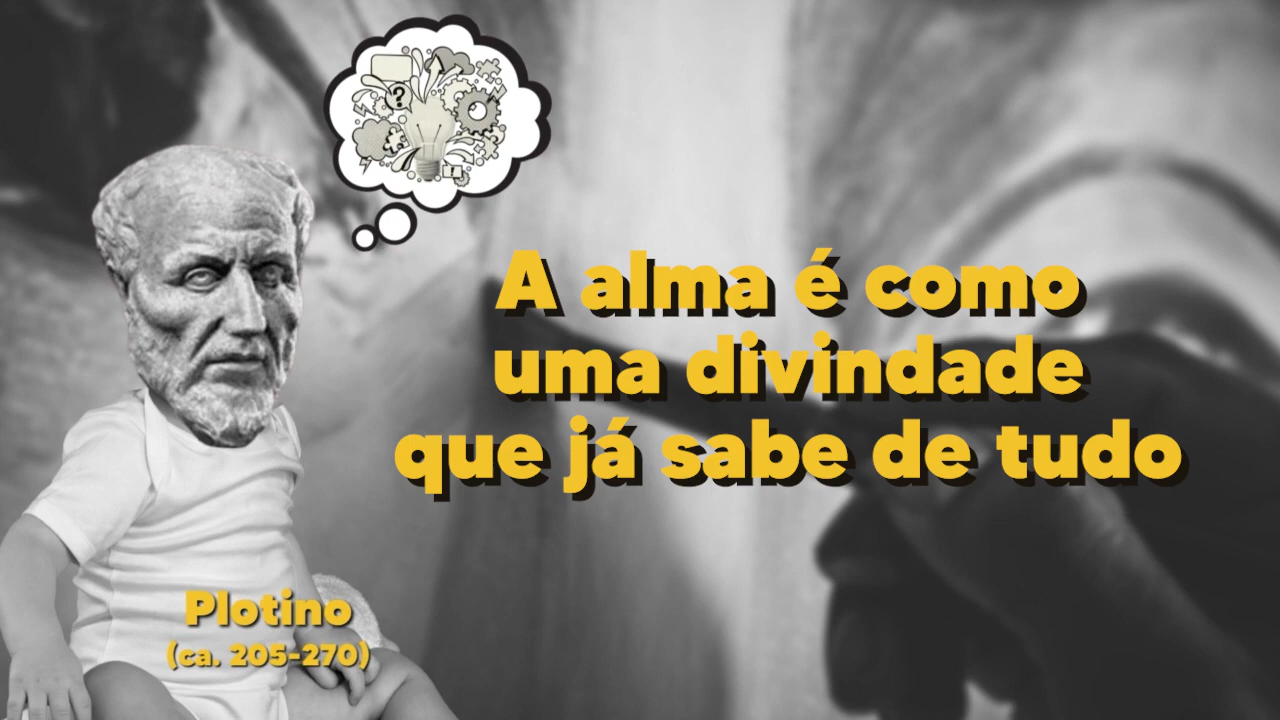 ?
A alma é como
uma divindade
que já sabe de tudo
Plotino
(ca. 205-270)